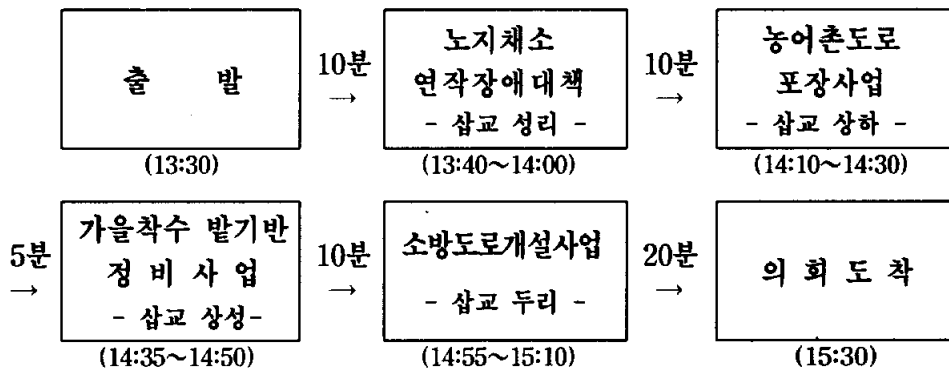 출 발
(13:30)
10분
→
노지채소
연작장애대책
- 삽교 성리 -
(13:40～14:00)
10분
→
농어촌도로
포장사업
- 삽교 상하 -
(14:10～14:30)
5분
→
가을착수 밭기반
정 비 사 업
- 삽교 상성-
(14:35～14:50)
10분
→
소방도로개설사업
- 삽교 두리 -
(14:55～15:10)
20분
→
의 회 도 착
(15:30)